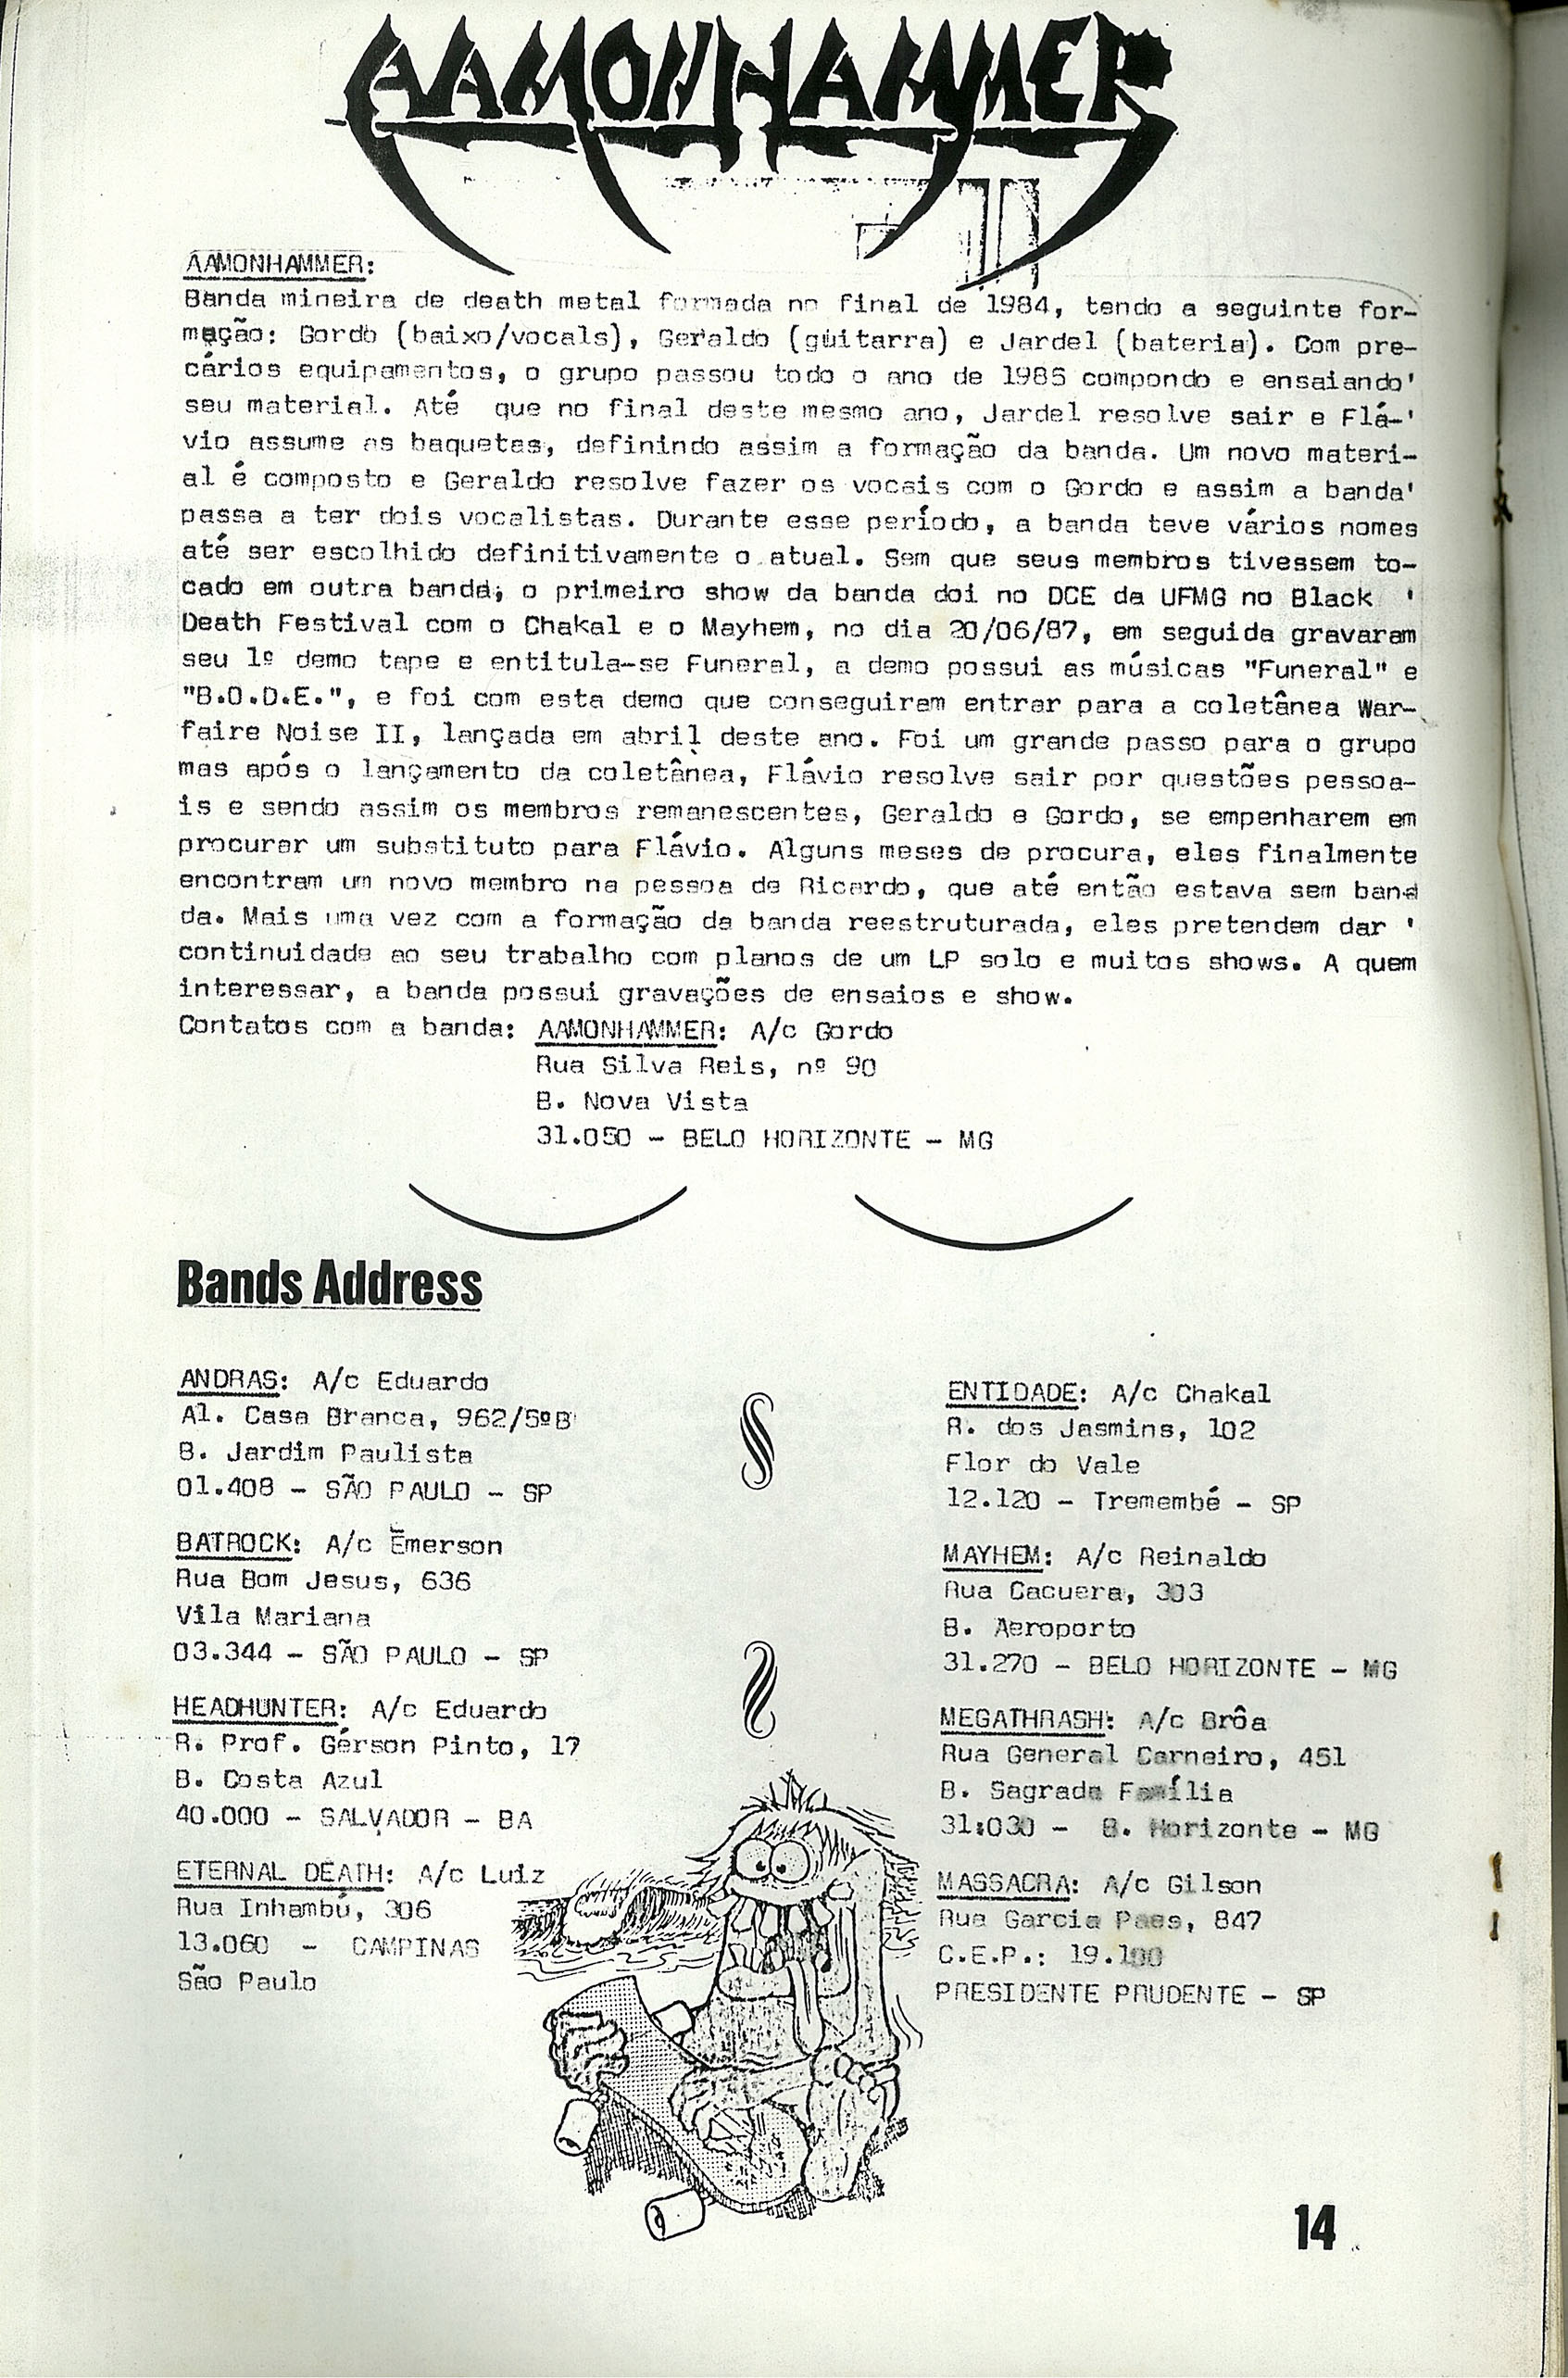 AAMONHAMMER
AAMONHAMMER:
Banda mineira de death metal formada no final de 1984, tendo a seguinte for-
mação: Gordo (baixo/vocals), Geraldo (guitarra) e Jardel (bateria). Com pre-
cários equipamentos, o grupo passou todo o ano de 1985 compondo e ensaiando'
seu material. Até que no final deste mesmo ano, Jardel resolve sair e Flá-'
vio assume as baquetas, definindo assim a formação da banda. Um novo materi-
al é composto e Geraldo resolve fazer os vocais com o Gordo e assim a banda'
passa a ter dois vocalistas. Durante esse período, a banda teve vários nomes
até ser escolhido definitivamente o atual. Sem que seus membros tivessem to-
cado em outra banda; o primeiro show da banda doi no DCE da UFMG no Black '
Death Festival com o Chakal e o Mayhem, no dia 20/06/87, em seguida gravaram
seu 1º demo tape e entitula-se Funeral, a demo possui as músicas "Funeral" e
"B.O.D.E.", e foi com esta demo que conseguiram entrar para a coletânea War-
faire Noise II, lançada em abril deste ano. Foi um grande passo para o grupo
mas após o lançamento da coletânea, Flávio resolve sair por questões pessoa-
is e sendo assim os membros remanescentes, Geraldo e Gordo, se empenharem em
procurar um substituto para Flávio. Alguns meses de procura, eles finalmente
encontram um novo membro na pessoa de Ricardo, que até então estava sem band
da. Mais uma vez com a formação da banda reestruturada, eles pretendem dar '
continuidade ao seu trabalho com planos de um LP solo e muitos shows. A quem
interessar, a banda possui gravações de ensaios e show.
Contatos com a banda: AAMONHAMMER: A/c Gordo
Rua Silva Reis, nº 90
B. Nova Vista
31.050 - BELO HORIZONTE - MG
Bands Address
ANDRAS: A/c Eduardo
Al. Casa Branca, 962/5ºB
B. Jardim Paulista
01.408 - SÃO PAULO - SP
BATROCK: A/c Emerson
Rua Bom Jesus, 636
Vila Mariana
03.344 - SÃO PAULO - SP
HEADHUNTER: A/c Eduardo
R. Prof. Gérson Pinto, 17
B. Costa Azul
40.000 - SALVADOR - BA
ETERNAL DEATH: A/c Luiz
Rua Inhambú, 306
13.060 - CAMPINAS
São Paulo
ENTIDADE: A/c Chakal
R. dos Jasmins, 102
Flor do Vale
12.120 - Tremembé - SP
MAYHEM: A/c Reinaldo
Rua Cacuera, 303
B. Aeroporto
31.270 - BELO HORIZONTE - MG
MEGATHRASH: A/c Brôa
Rua General Carneiro, 451
B. Sagrada Família
31.030 - B. Horizonte - MG
MASSACRA: A/c Gilson
Rua Garcia Paes, 847
C.E.P.: 19.100
PRESIDENTE PRUDENTE - SP
14